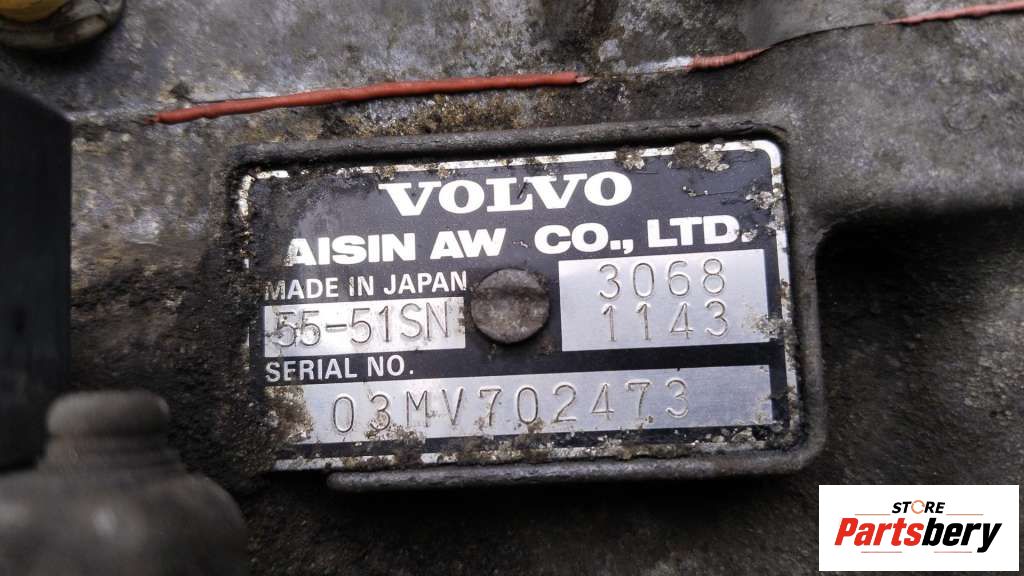 VOLVO
AISIN AW CO., LTD.
MADE IN JAPAN
3068
55-51SN
1143
SERIAL NO.
03MV702473
STORE
Partsbery